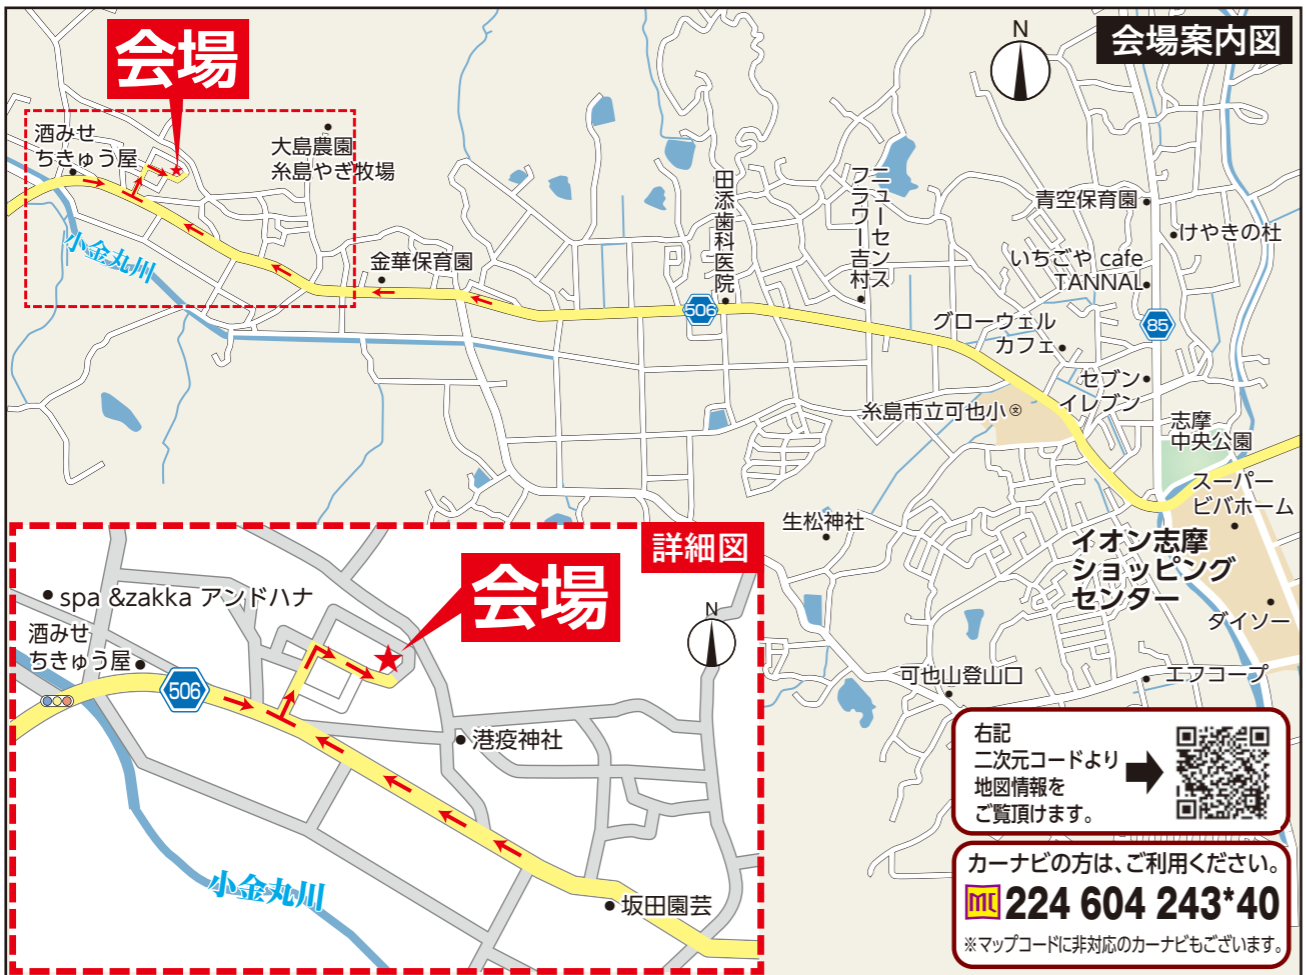 会場案内図
N
会場
酒みせ
ちきゅう屋
大島農園
糸島やぎ牧場
小金丸川
金華保育園
506
田添歯科医院
ニューセンス
フラワー吉村
青空保育園
けやきの杜
いちごや cafe
TANNAL
85
グローウェル
カフェ
セブン
イレブン
糸島市立可也小
文
志摩
中央公園
スーパー
ビバホーム
生松神社
イオン志摩
ショッピング
センター
ダイソー
可也山登山口
エフコープ
詳細図
会場
N
spa &zakka アンドハナ
酒みせ
ちきゅう屋
506
港疫神社
小金丸川
坂田園芸
右記
二次元コードより
地図情報を
ご覧頂けます。
カーナビの方は、ご利用ください。
MC 224 604 243*40
※マップコードに非対応のカーナビもございます。